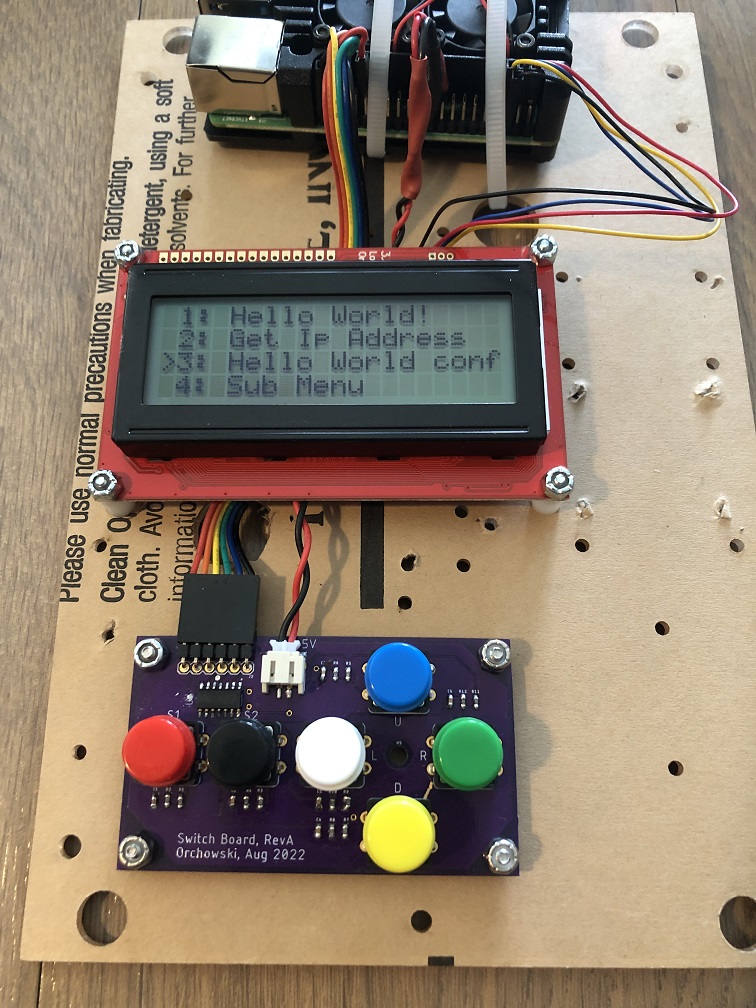 1: Hello World!
2: Get Ip Address
>3: Hello World conf
4: Sub Menu
Please use normal precautions when fabricating.
detergent, using a soft
cloth.
solvents. For further
5V
U
S1
S2
L
R
D
Switch Board, RevA
Orchowski, Aug 2022